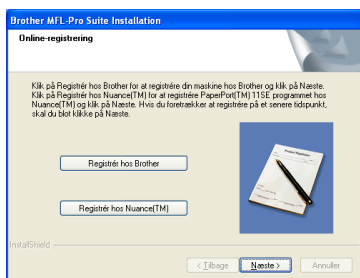 Brother MFL-Pro Suite Installation
Online-registrering
Klik på Registrér hos Brother for at registrére din maskine hos Brother og klik på Næste.
Klik på Registrér hos Nuance(TM) for at registrére PaperPort(TM) 11SE programmet hos
Nuance(TM) og klik på Næste. Hvis du foretrækker at registrére på et senere tidspunkt,
skal du blot klikke på Næste.
Registrér hos Brother
Registrér hos Nuance(TM)
InstallShield
< Tilbage
Næste >
Annuller